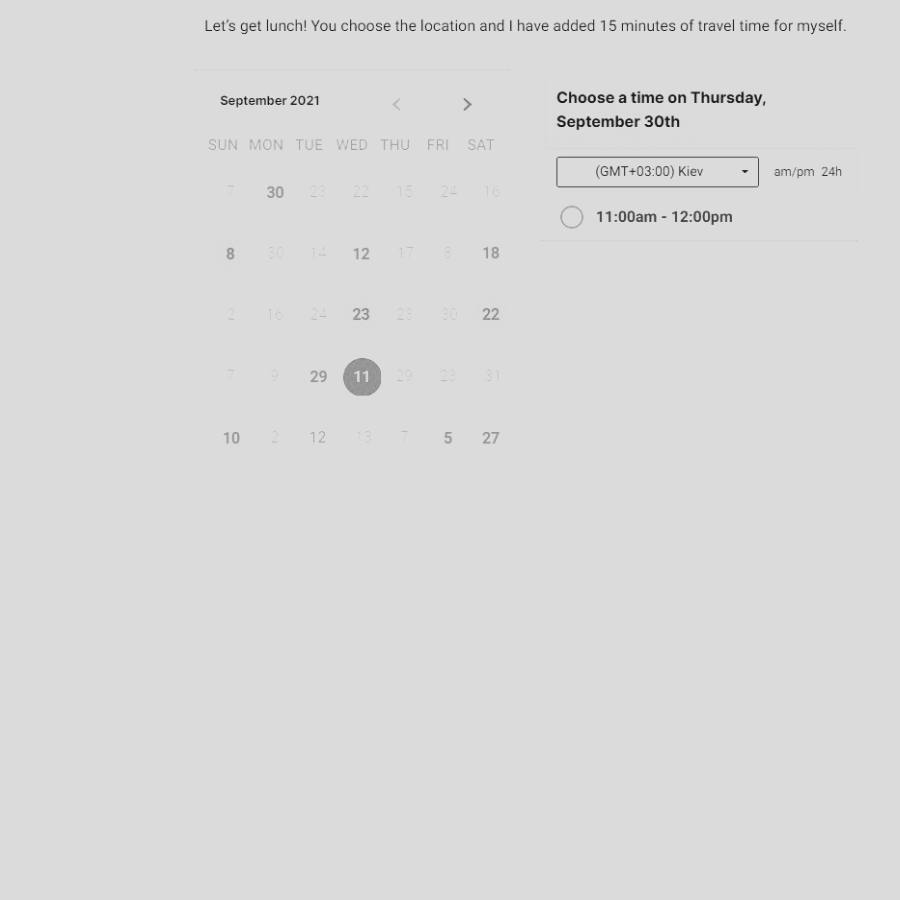 Let's get lunch! You choose the location and I have added 15 minutes of travel time for myself.
September 2021
SUN MON TUE WED THU FRI SAT
7 30 23 22 15 24 16
8 30 14 12 17 8 18
2 16 24 23 23 30 22
7 9 29 11 29 23 31
10 2 12 13 7 5 27
Choose a time on Thursday,
September 30th
(GMT+03:00) Kiev am/pm 24h
11:00am - 12:00pm